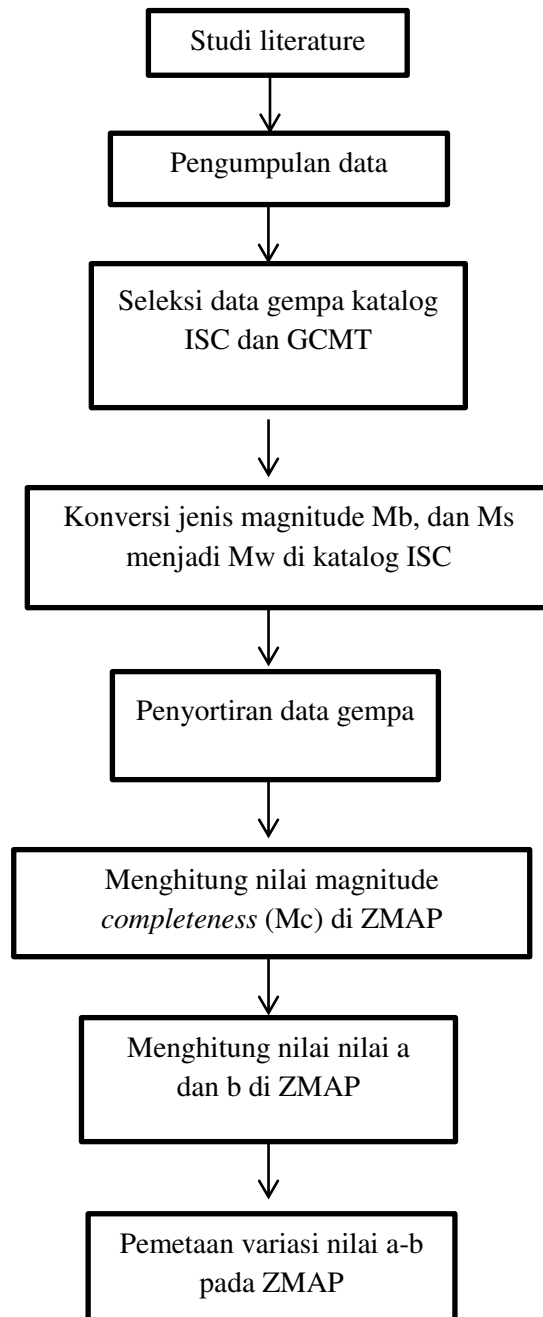 Studi literature
Pengumpulan data
Seleksi data gempa katalog
ISC dan GCMT
Konversi jenis magnitude Mb, dan Ms
menjadi Mw di katalog ISC
Penyortiran data gempa
Menghitung nilai magnitude
completeness (Mc) di ZMAP
Menghitung nilai nilai a
dan b di ZMAP
Pemetaan variasi nilai a-b
pada ZMAP